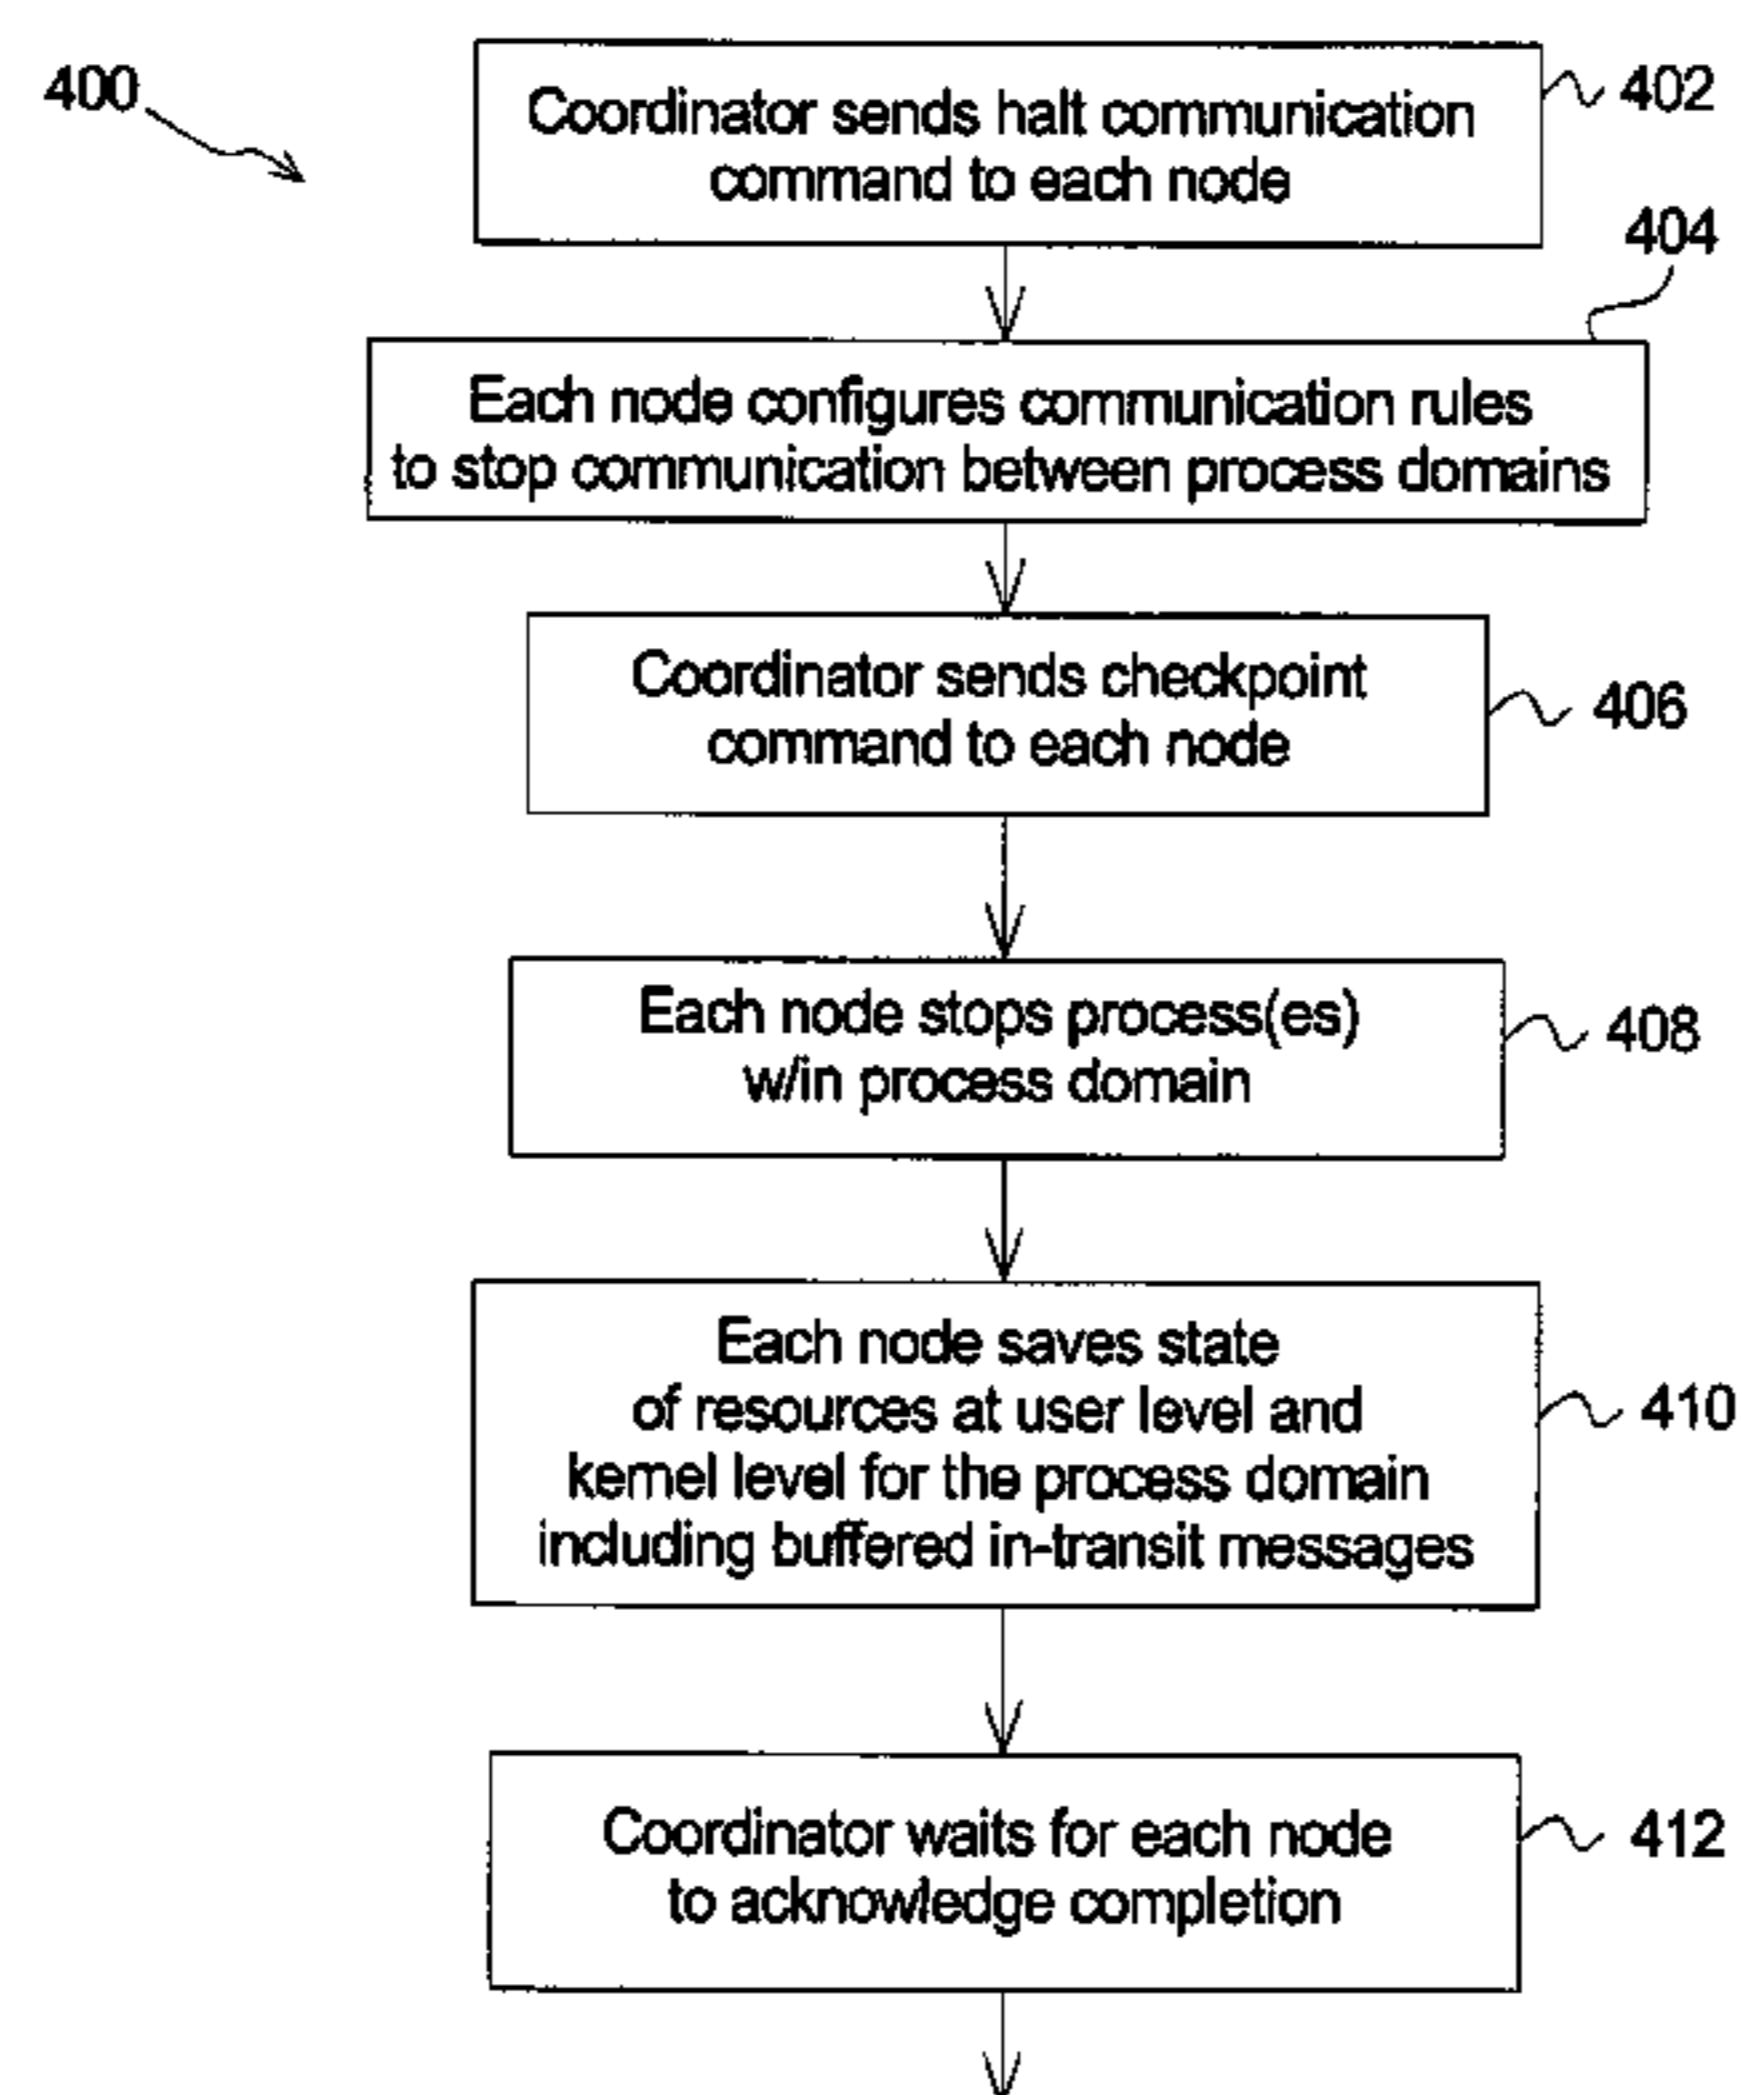 400
Coordinator sends halt communication
command to each node
402
404
Each node configures communication rules
to stop communication between process domains
Coordinator sends checkpoint
command to each node
406
Each node stops process(es)
w/in process domain
408
Each node saves state
of resources at user level and
kernel level for the process domain
including buffered in-transit messages
410
Coordinator waits for each node
to acknowledge completion
412